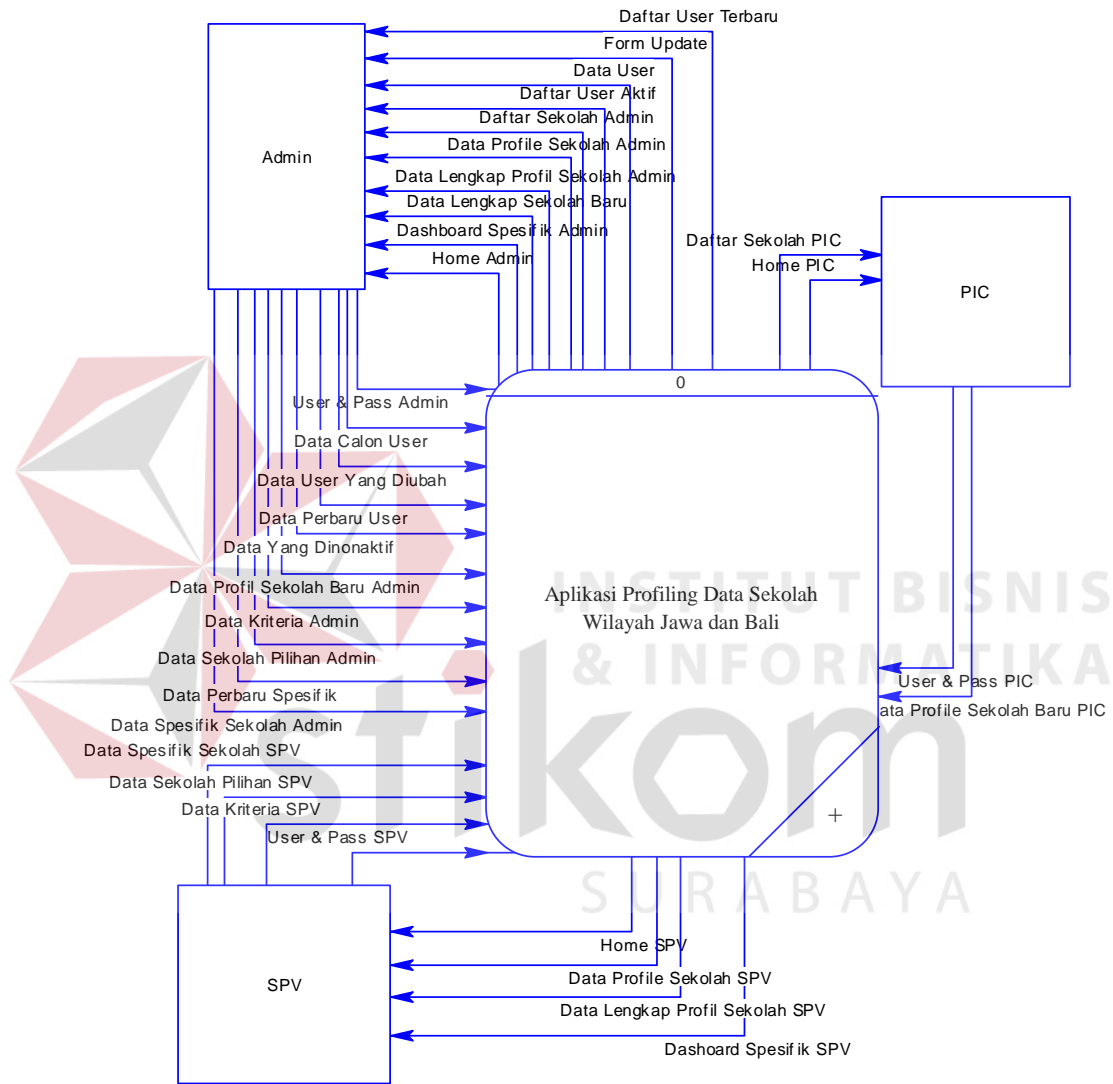 Daftar User Terbaru
Form Update
Data User
Daftar User Aktif
Daftar Sekolah Admin
Data Profile Sekolah Admin
Data Lengkap Profil Sekolah Admin
Data Lengkap Sekolah Baru
Dashboard Spesifik Admin
Home Admin
Admin
Daftar Sekolah PIC
Home PIC
PIC
0
User & Pass Admin
Data Calon User
Data User Yang Diubah
Data Perbaru User
Data Yang Dinonaktif
Data Profil Sekolah Baru Admin
Data Kriteria Admin
Data Sekolah Pilihan Admin
Data Perbaru Spesifik
Data Spesifik Sekolah Admin
Aplikasi Profiling Data Sekolah
Wilayah Jawa dan Bali
User & Pass PIC
ata Profile Sekolah Baru PIC
Data Spesifik Sekolah SPV
Data Sekolah Pilihan SPV
Data Kriteria SPV
User & Pass SPV
+
SPV
Home SPV
Data Profile Sekolah SPV
Data Lengkap Profil Sekolah SPV
Dashoard Spesifik SPV
INSTITUT BISNIS
& INFORMATIKA
stikom
SURABAYA